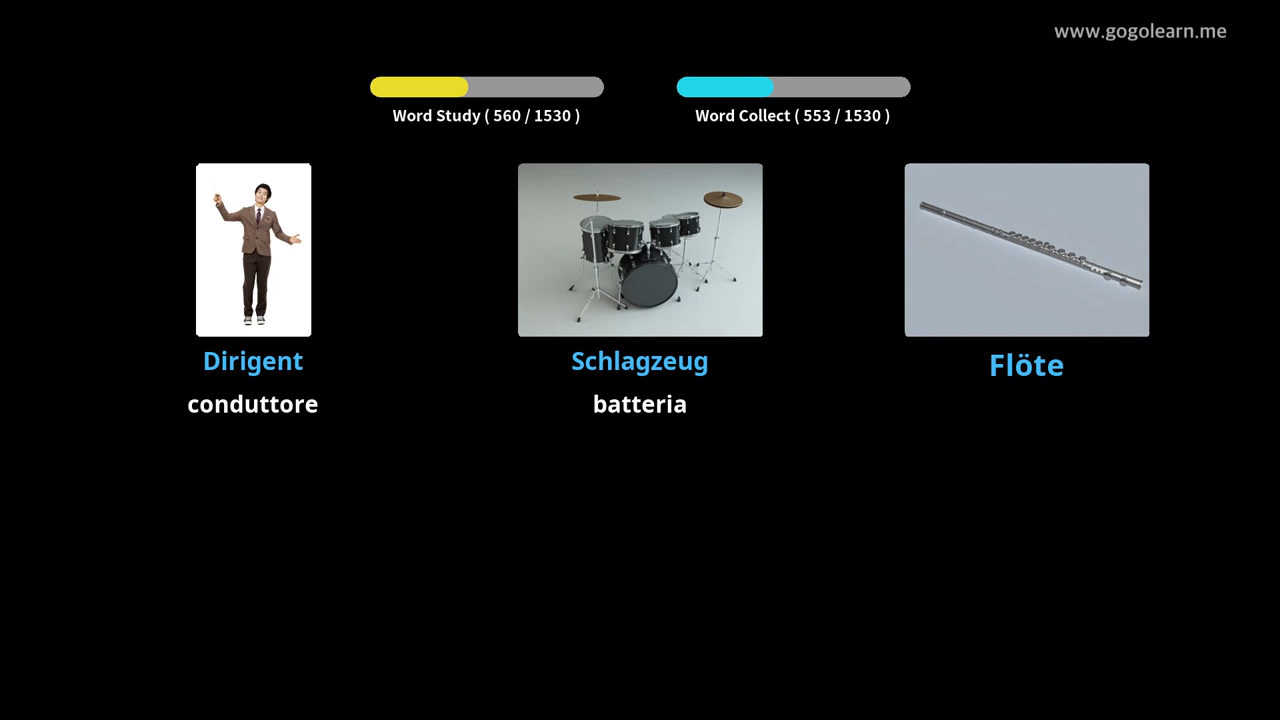 www.gogolearn.me
Word Study ( 560 / 1530 )
Word Collect ( 553 / 1530 )
Dirigent
conduttore
Schlagzeug
batteria
Flöte